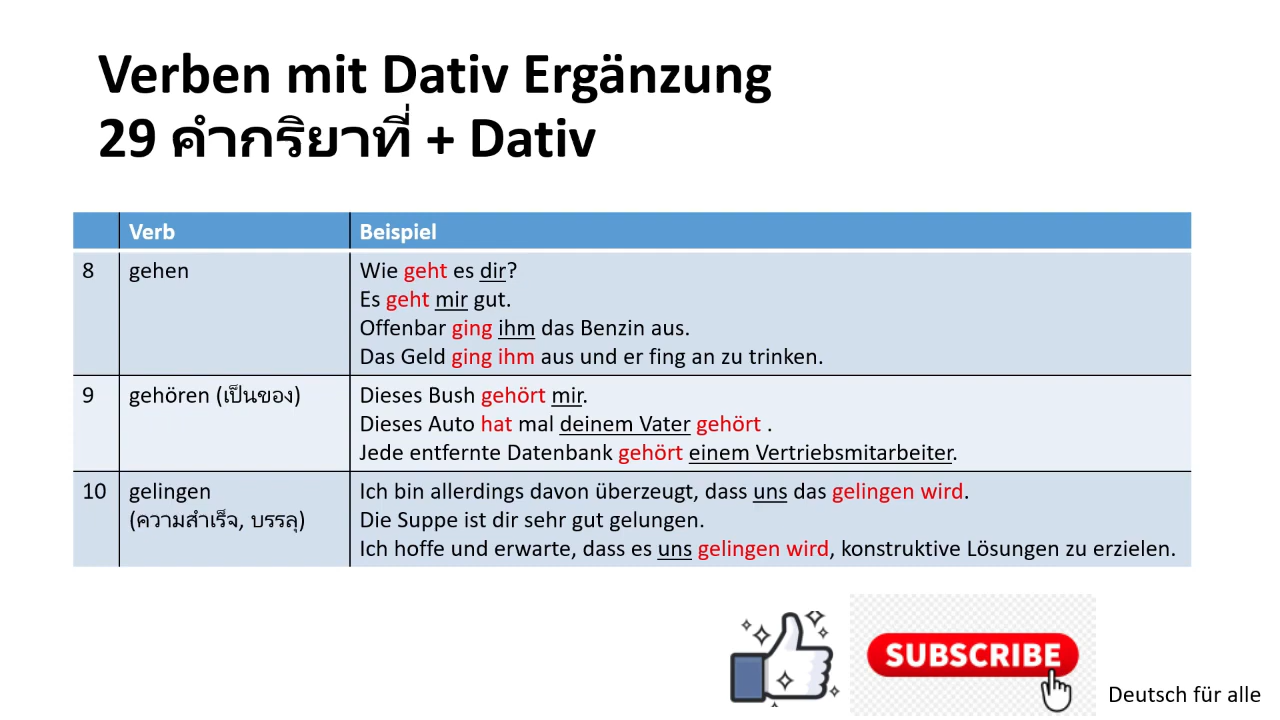 Verben mit Dativ Ergänzung
29 คำกริยาที่ + Dativ
Verb
Beispiel
8
gehen
Wie geht es dir?
Es geht mir gut.
Offenbar ging ihm das Benzin aus.
Das Geld ging ihm aus und er fing an zu trinken.
9
gehören (เป็นของ)
Dieses Bush gehört mir.
Dieses Auto hat mal deinem Vater gehört .
Jede entfernte Datenbank gehört einem Vertriebsmitarbeiter.
10
gelingen
(ความสำเร็จ, บรรลุ)
Ich bin allerdings davon überzeugt, dass uns das gelingen wird.
Die Suppe ist dir sehr gut gelungen.
Ich hoffe und erwarte, dass es uns gelingen wird, konstruktive Lösungen zu erzielen.
SUBSCRIBE
Deutsch für alle